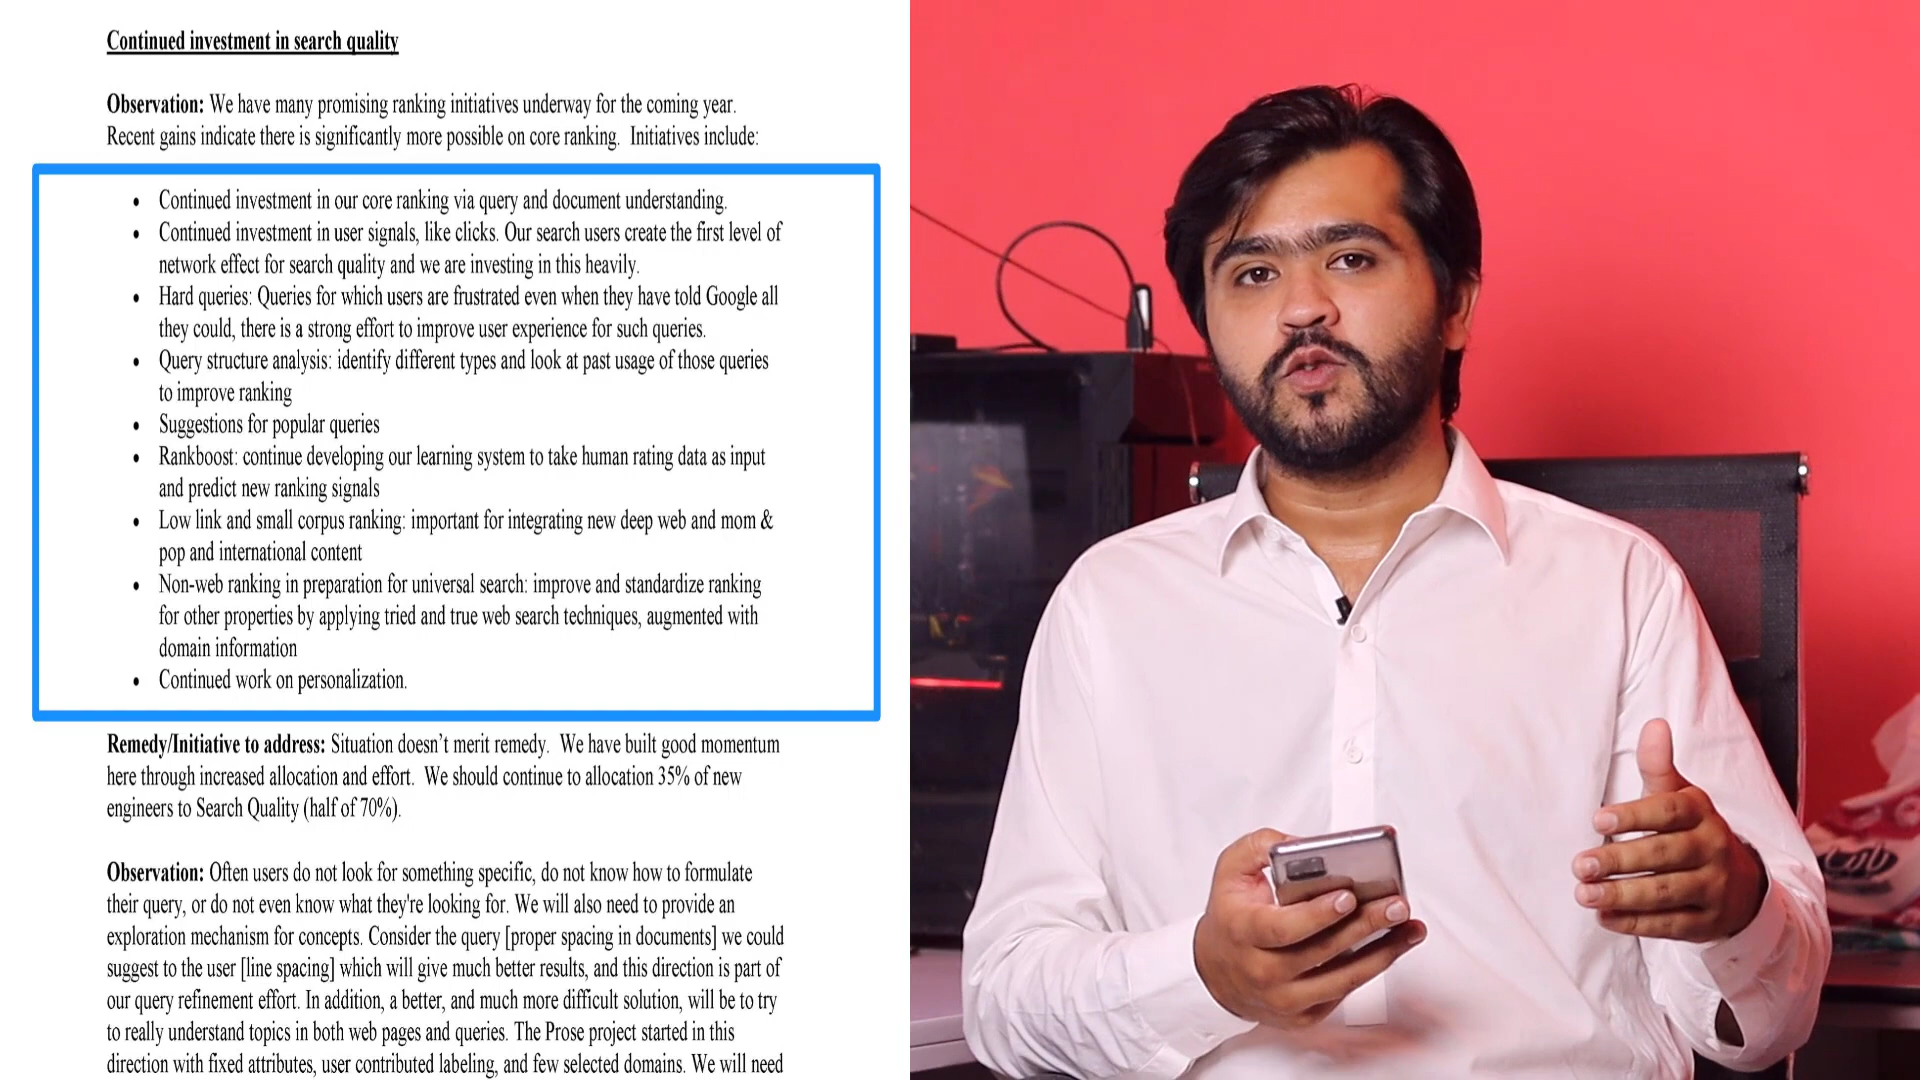 Continued investment in search quality
Observation: We have many promising ranking initiatives underway for the coming year.
Recent gains indicate there is significantly more possible on core ranking.  Initiatives include:
• Continued investment in our core ranking via query and document understanding.
• Continued investment in user signals, like clicks. Our search users create the first level of
network effect for search quality and we are investing in this heavily.
• Hard queries: Queries for which users are frustrated even when they have told Google all
they could, there is a strong effort to improve user experience for such queries.
• Query structure analysis: identify different types and look at past usage of those queries
to improve ranking
• Suggestions for popular queries
• Rankboost: continue developing our learning system to take human rating data as input
and predict new ranking signals
• Low link and small corpus ranking: important for integrating new deep web and mom &
pop and international content
• Non-web ranking in preparation for universal search: improve and standardize ranking
for other properties by applying tried and true web search techniques, augmented with
domain information
• Continued work on personalization.
Remedy/Initiative to address: Situation doesn’t merit remedy.  We have built good momentum
here through increased allocation and effort.  We should continue to allocation 35% of new
engineers to Search Quality (half of 70%).
Observation: Often users do not look for something specific, do not know how to formulate
their query, or do not even know what they're looking for. We will also need to provide an
exploration mechanism for concepts. Consider the query [proper spacing in documents] we could
suggest to the user [line spacing] which will give much better results, and this direction is part of
our query refinement effort. In addition, a better, and much more difficult solution, will be to try
to really understand topics in both web pages and queries. The Prose project started in this
direction with fixed attributes, user contributed labeling, and few selected domains. We will need